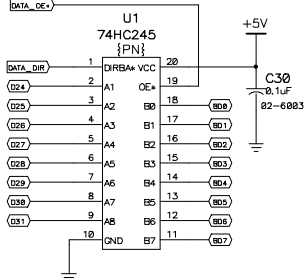 DATA_OE*
U1
74HC245
{PN}
+5V
DATA_DIR 1 DIRBA* VCC 20
D24 2 A1 OE* 19
D25 3 A2 B0 18 BD0
D26 4 A3 B1 17 BD1
D27 5 A4 B2 16 BD2
D28 6 A5 B3 15 BD3
D29 7 A6 B4 14 BD4
D30 8 A7 B5 13 BD5
D31 9 A8 B6 12 BD6
10 GND B7 11 BD7
C30
0.1uF
02-6003